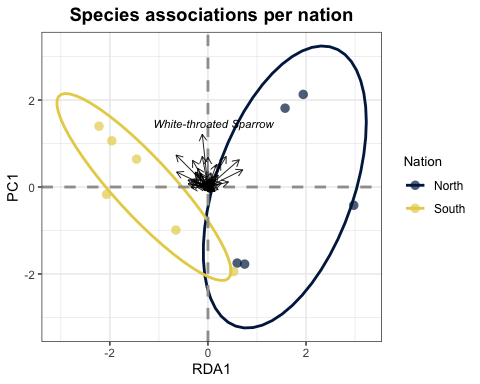 Species associations per nation
White-throated Sparrow
2
0
-2
-2
0
2
PC1
RDA1
Nation
North
South